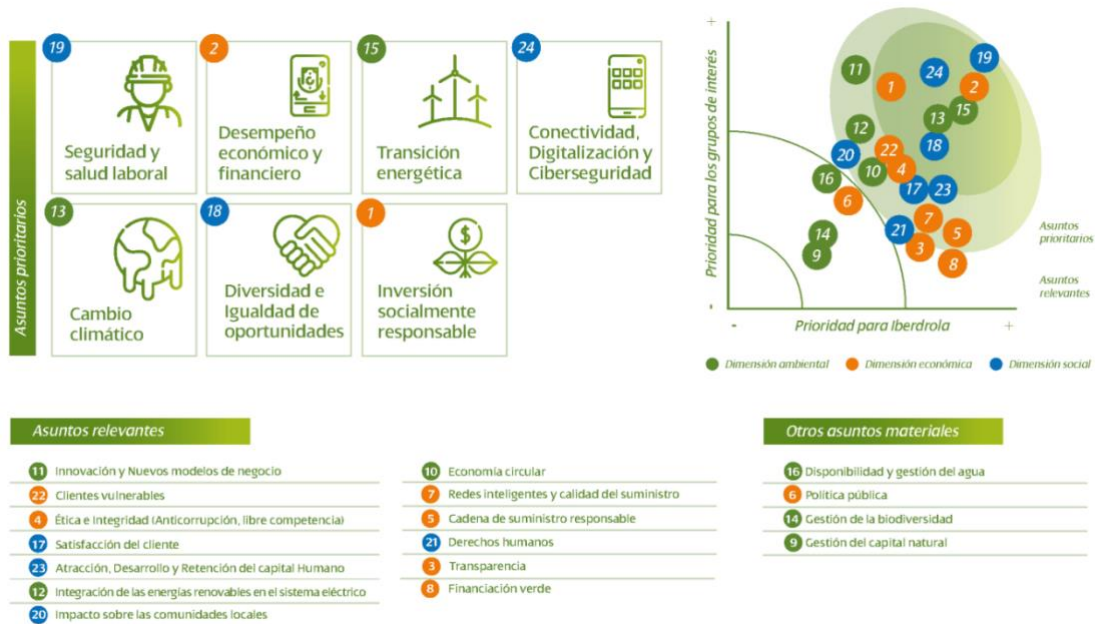 Asuntos prioritarios
19
Seguridad y
salud laboral
2
Desempeño
económico y
financiero
15
Transición
energética
24
Conectividad,
Digitalización y
Ciberseguridad
13
Cambio
climático
18
Diversidad e
Igualdad de
oportunidades
1
$
Inversión
socialmente
responsable
Prioridad para los grupos de interés
+
-
11
1
24
19
2
15
13
12
22
18
20
10
4
16
17
23
6
7
21
5
14
3
9
8
Asuntos
prioritarios
Asuntos
relevantes
-
Prioridad para Iberdrola
+
Dimensión ambiental
Dimensión económica
Dimensión social
Asuntos relevantes
11 Innovación y Nuevos modelos de negocio
22 Clientes vulnerables
4 Ética e Integridad (Anticorrupción, libre competencia)
17 Satisfacción del cliente
23 Atracción, Desarrollo y Retención del capital Humano
12 Integración de las energías renovables en el sistema eléctrico
20 Impacto sobre las comunidades locales
10 Economía circular
7 Redes inteligentes y calidad del suministro
5 Cadena de suministro responsable
21 Derechos humanos
3 Transparencia
8 Financiación verde
Otros asuntos materiales
16 Disponibilidad y gestión del agua
6 Política pública
14 Gestión de la biodiversidad
9 Gestión del capital natural